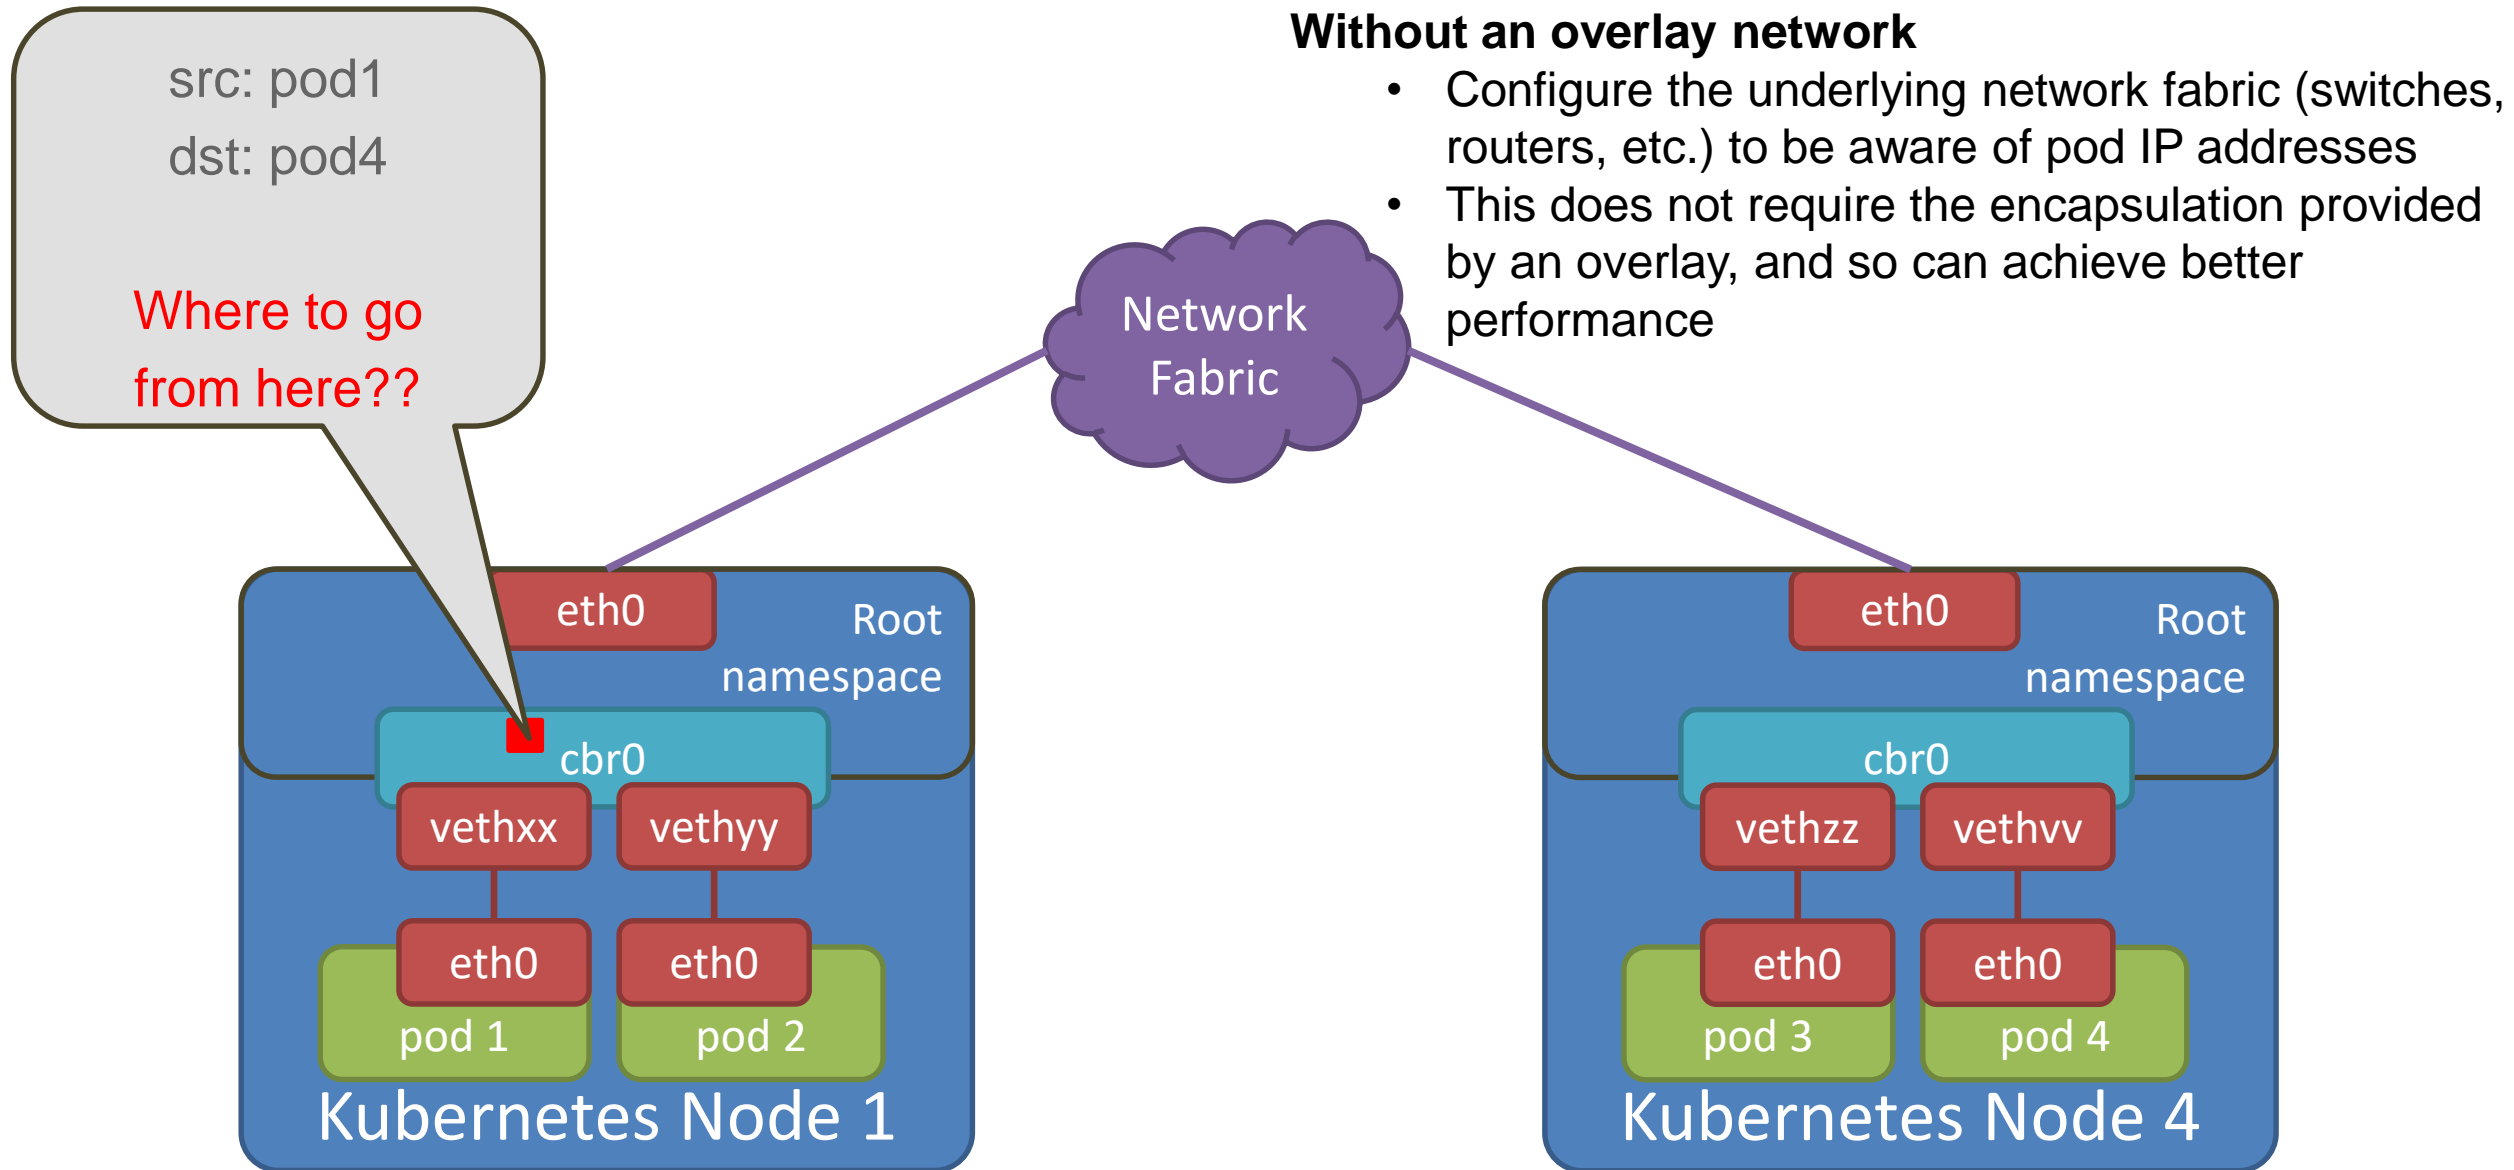 src: pod1
dst: pod4
Where to go
from here??
Without an overlay network
• Configure the underlying network fabric (switches,
routers, etc.) to be aware of pod IP addresses
• This does not require the encapsulation provided
by an overlay, and so can achieve better
performance
Network
Fabric
eth0
Root
namespace
cbr0
vethxx
vethyy
eth0
eth0
pod 1
pod 2
Kubernetes Node 1
eth0
Root
namespace
cbr0
vethzz
vethvv
eth0
eth0
pod 3
pod 4
Kubernetes Node 4